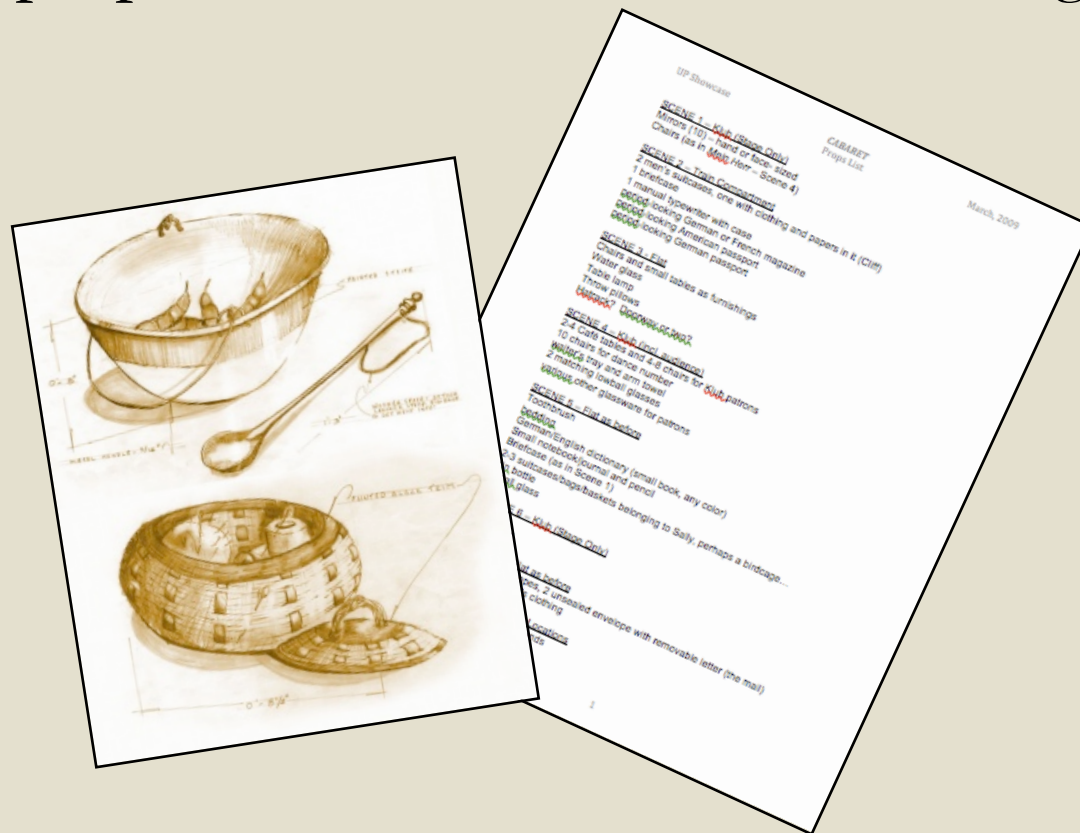 UP Showcase
CABARET
Props List
March, 2009
SCENE 1 – Klub (Stage Only)
Mirrors (10) – hand or face- sized
Chairs (as in Mein Herr – Scene 4)
SCENE 2 – Train Compartment
2 men's suitcases, one with clothing and papers in it (Cliff)
1 briefcase
1 manual typewriter with case
period-looking German or French magazine
period-looking American passport
period-looking German passport
SCENE 3 - Flat
Chairs and small tables as furnishings
Water glass
Table lamp
Throw pillows
Hatrack? Doorway or two?
SCENE 4 – Klub (incl. audience)
2-4 Café tables and 4-8 chairs for Klub patrons
10 chairs for dance number
waiter's tray and arm towel
2 matching lowball glasses
various other glassware for patrons
SCENE 5 – Flat as before
Toothbrush
bedding
German/English dictionary (small book, any color)
Small notebook/journal and pencil
Briefcase (as in Scene 1)
2-3 suitcases/bags/baskets belonging to Sally, perhaps a birdcage…
bottle
glass
6 – Klub (Stage Only)
at as before
2 unsealed envelope with removable letter (the mail)
clothing
1